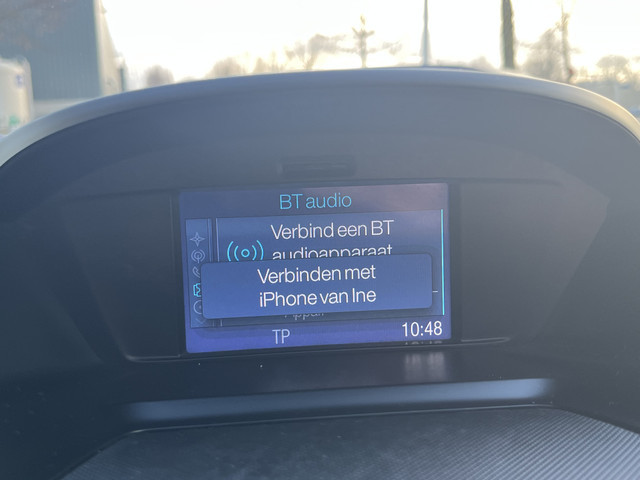 BT audio
Verbind een BT
audioapparaat
Verbinden met
iPhone van Ine
TP
10:48